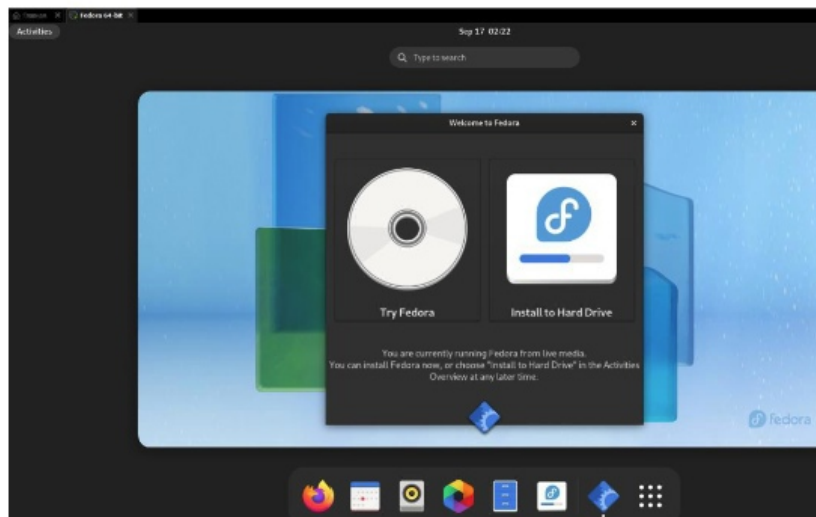 Fedora 64-bit
Activities
Sep 17 02:22
Type to search
Welcome to Fedora
Try Fedora
Install to Hard Drive
You are currently running Fedora from live media.
You can install Fedora now, or choose "Install to Hard Drive" in the Activities
Overview at any later time.
fedora